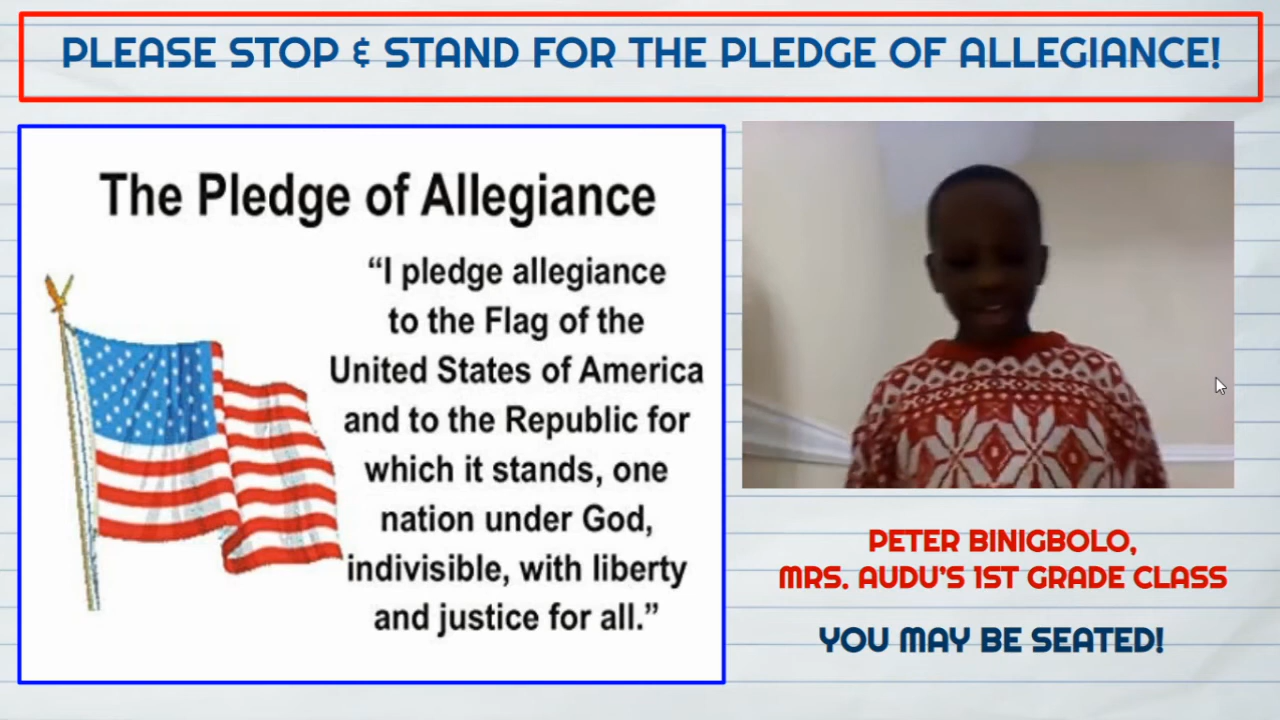 PLEASE STOP & STAND FOR THE PLEDGE OF ALLEGIANCE!
The Pledge of Allegiance
“I pledge allegiance
to the Flag of the
United States of America
and to the Republic for
which it stands, one
nation under God,
indivisible, with liberty
and justice for all.”
PETER BINIGBOLO,
MRS. AUDU'S 1ST GRADE CLASS
YOU MAY BE SEATED!